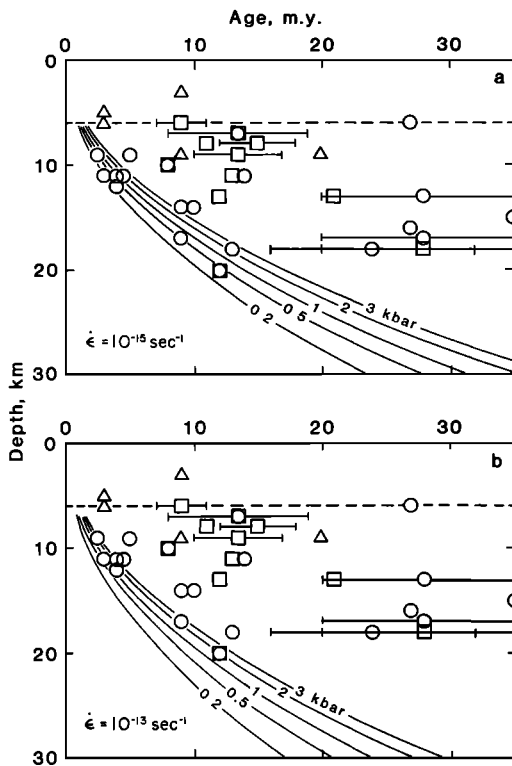 Age, m.y.
0 10 20 30
a
0
10
20
30
0.2 0.5 1 2 3 kbar
ε̇ = 10⁻¹⁵ sec⁻¹
Depth, km
0 10 20 30
b
0
10
20
30
0.2 0.5 1 2 3 kbar
ε̇ = 10⁻¹³ sec⁻¹